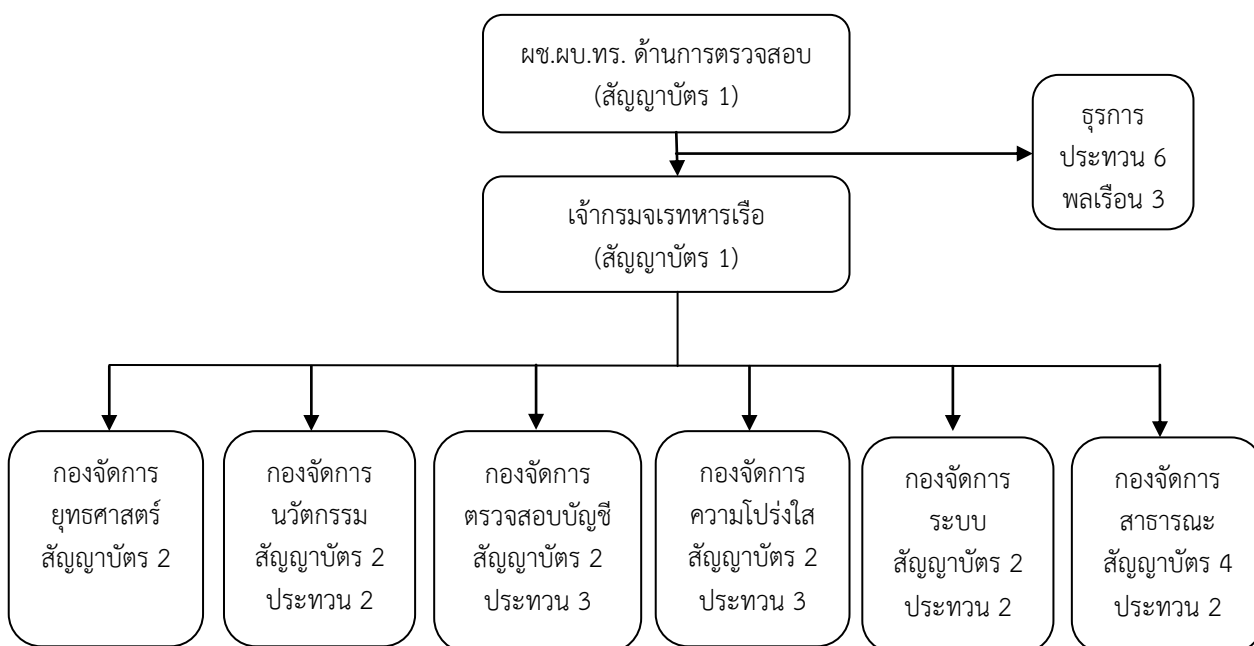 ผช.ผบ.ทร. ด้านการตรวจสอบ
(สัญญาบัตร 1)
ธุรการ
ประทวน 6
พลเรือน 3
เจ้ากรมจเรทหารเรือ
(สัญญาบัตร 1)
กองจัดการ
ยุทธศาสตร์
สัญญาบัตร 2
กองจัดการ
นวัตกรรม
สัญญาบัตร 2
ประทวน 2
กองจัดการ
ตรวจสอบบัญชี
สัญญาบัตร 2
ประทวน 3
กองจัดการ
ความโปร่งใส
สัญญาบัตร 2
ประทวน 3
กองจัดการ
ระบบ
สัญญาบัตร 2
ประทวน 2
กองจัดการ
สาธารณะ
สัญญาบัตร 4
ประทวน 2